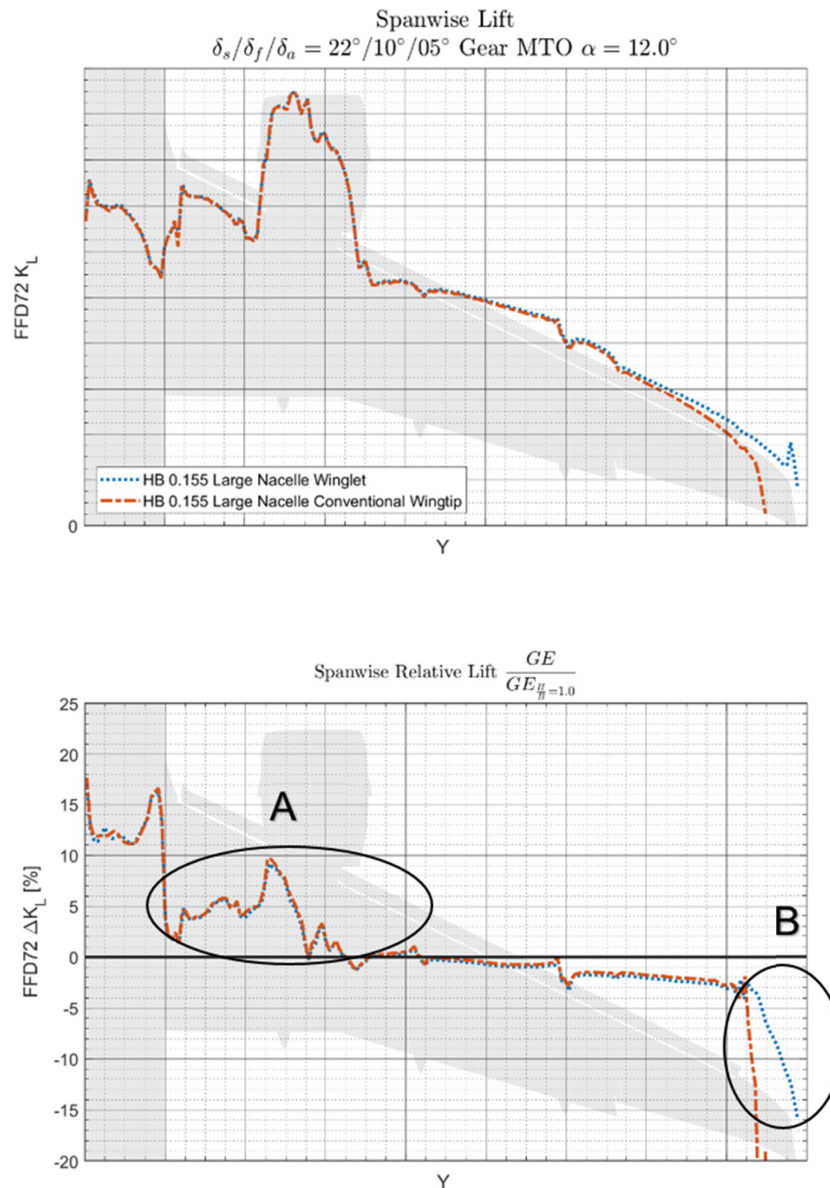 Spanwise Lift
δs/δf/δa = 22°/10°/05° Gear MTO α = 12.0°
FFD72 KL
HB 0.155 Large Nacelle Winglet
HB 0.155 Large Nacelle Conventional Wingtip
0
Y
Spanwise Relative Lift GE/GE H/B=1.0
25
20
15
10
5
0
-5
-10
-15
-20
A
B
FFD72 ΔKL [%]
Y